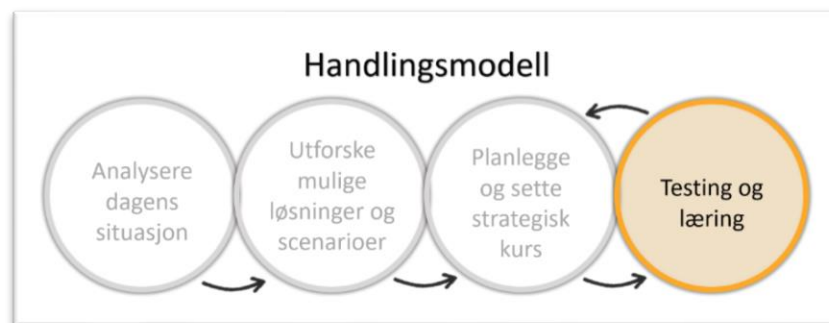 Handlingsmodell
Analysere
dagens
situasjon
Utforske
mulige
løsninger og
scenarioer
Planlegge
og sette
strategisk
kurs
Testing og
læring